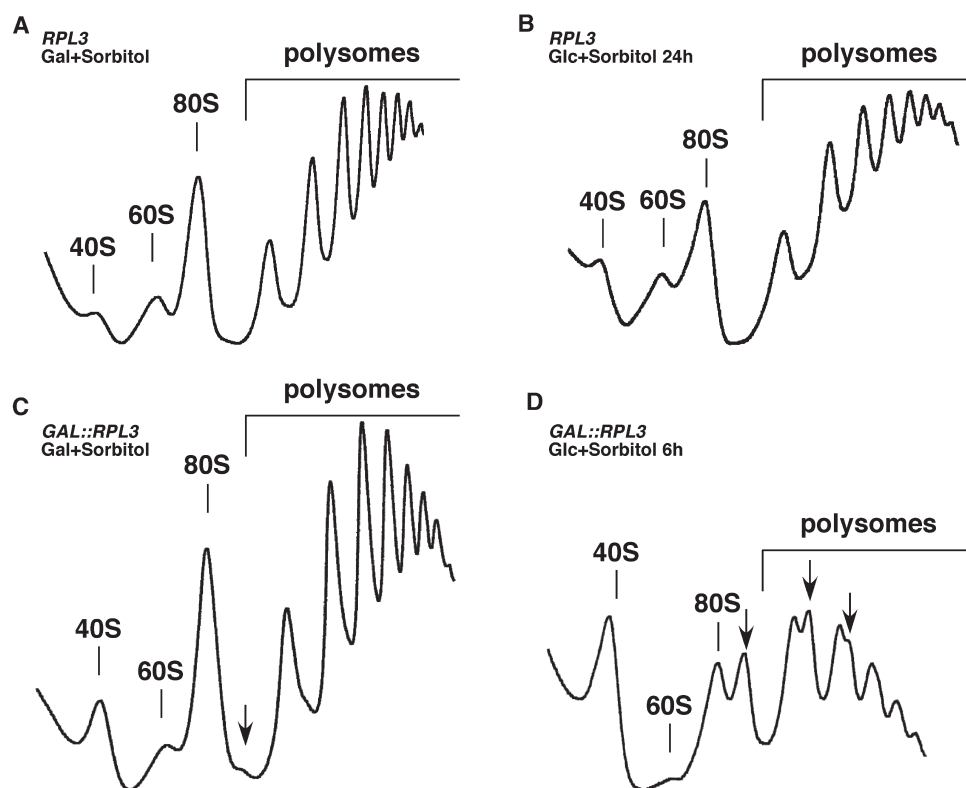 A
RPL3
Gal+Sorbitol
polysomes
80S
60S
40S
B
RPL3
Glc+Sorbitol 24h
polysomes
80S
40S
60S
C
GAL::RPL3
Gal+Sorbitol
polysomes
80S
40S
60S
D
GAL::RPL3
Glc+Sorbitol 6h
polysomes
40S
80S
60S